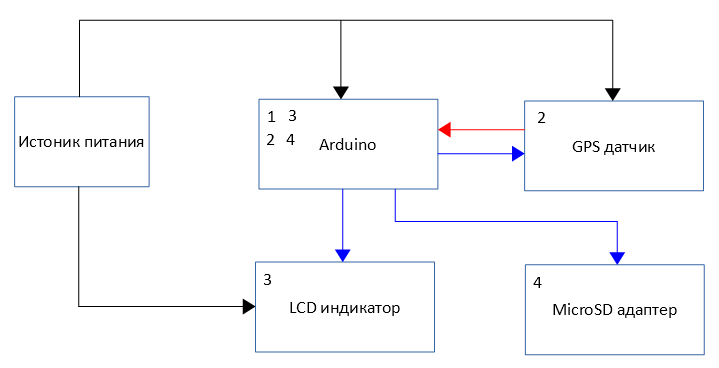 Истоник питания
1 3
2 4
Arduino
2
GPS датчик
3
LCD индикатор
4
MicroSD адаптер